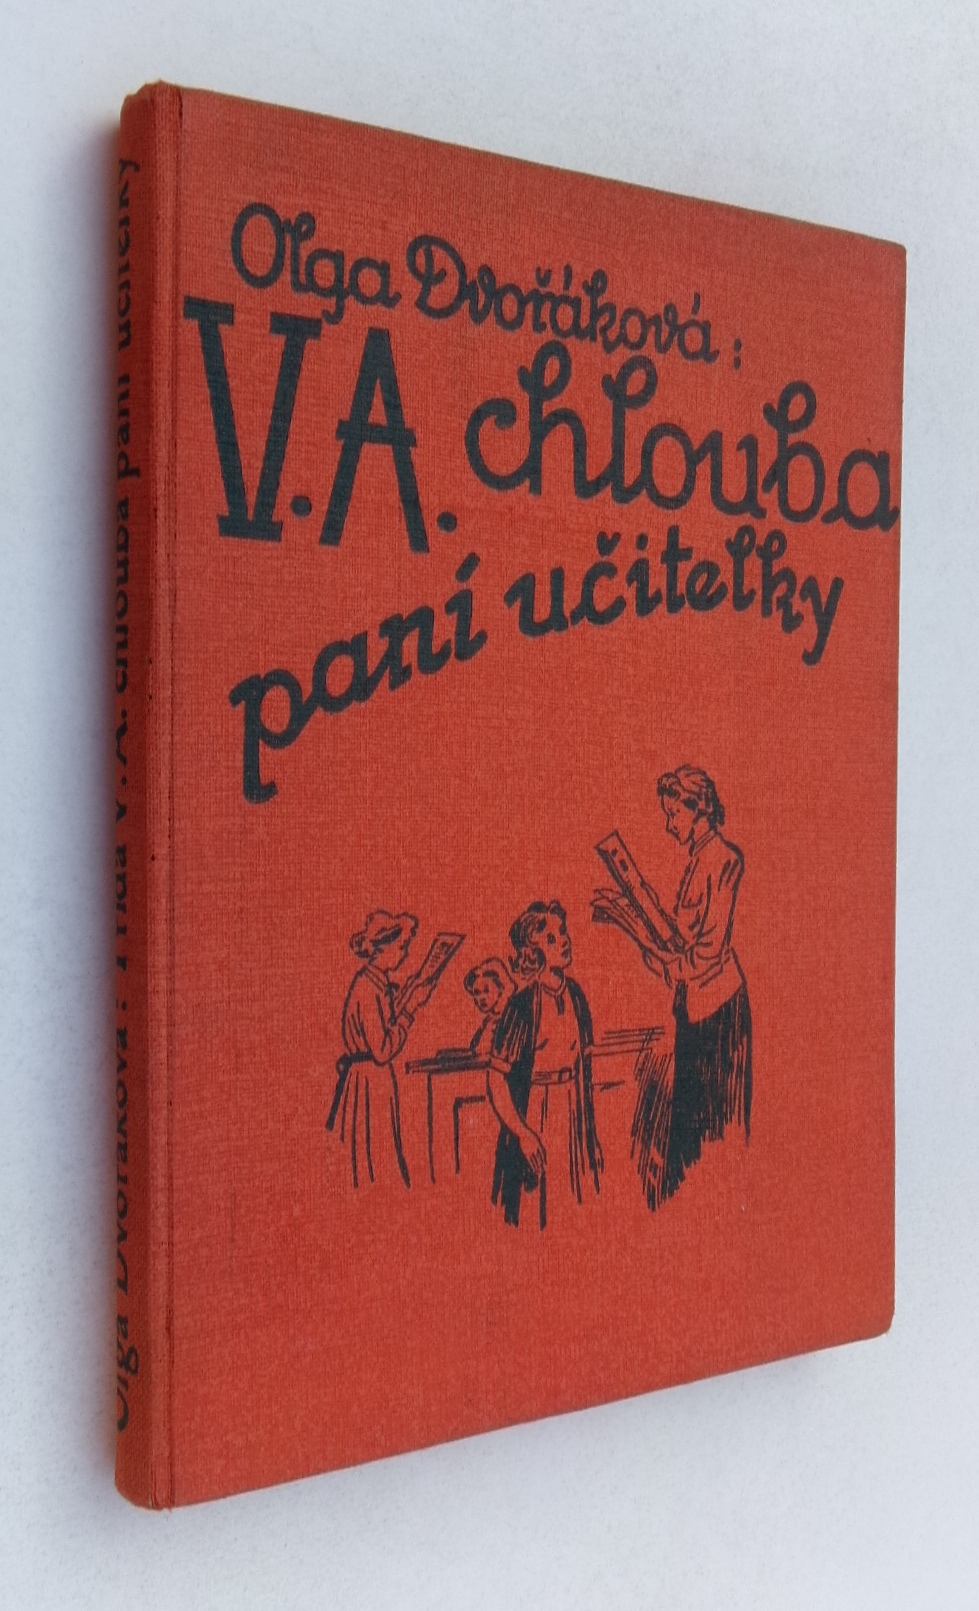 Olga Dvořáková:
V.A. chlouba
paní učitelky
Olga Dvořáková: Třída V. A. chlouba paní učitelky